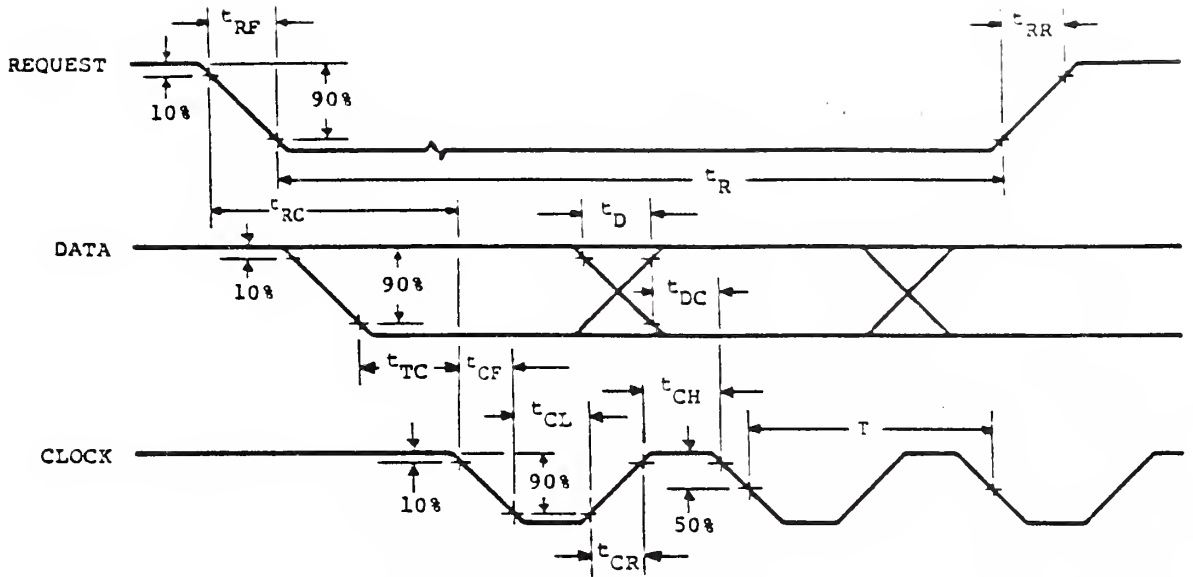 t_RF
t_RR
REQUEST
10%
90%
t_R
t_RC
t_D
DATA
10%
90%
t_DC
t_TC
t_CF
t_CH
t_CL
T
CLOCK
10%
90%
50%
t_CR